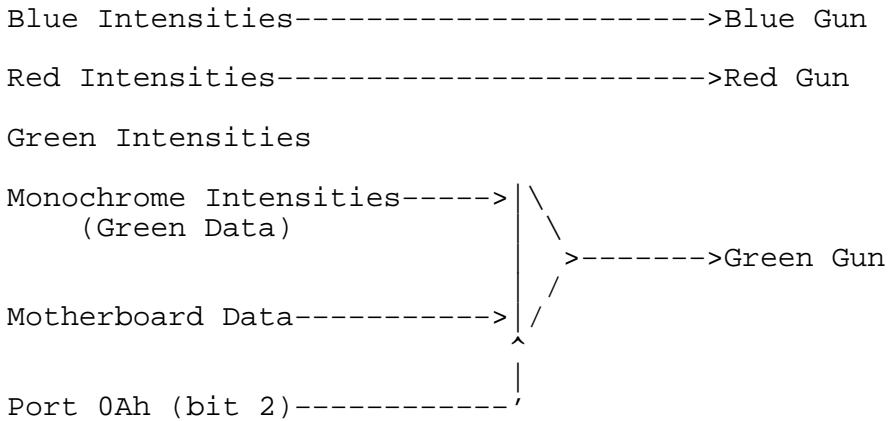 Blue Intensities----------------------->Blue Gun
Red Intensities------------------------>Red Gun
Green Intensities
Monochrome Intensities----->|\
(Green Data) | \
| >------->Green Gun
| /
Motherboard Data----------->|/
^
|
Port 0Ah (bit 2)------------'